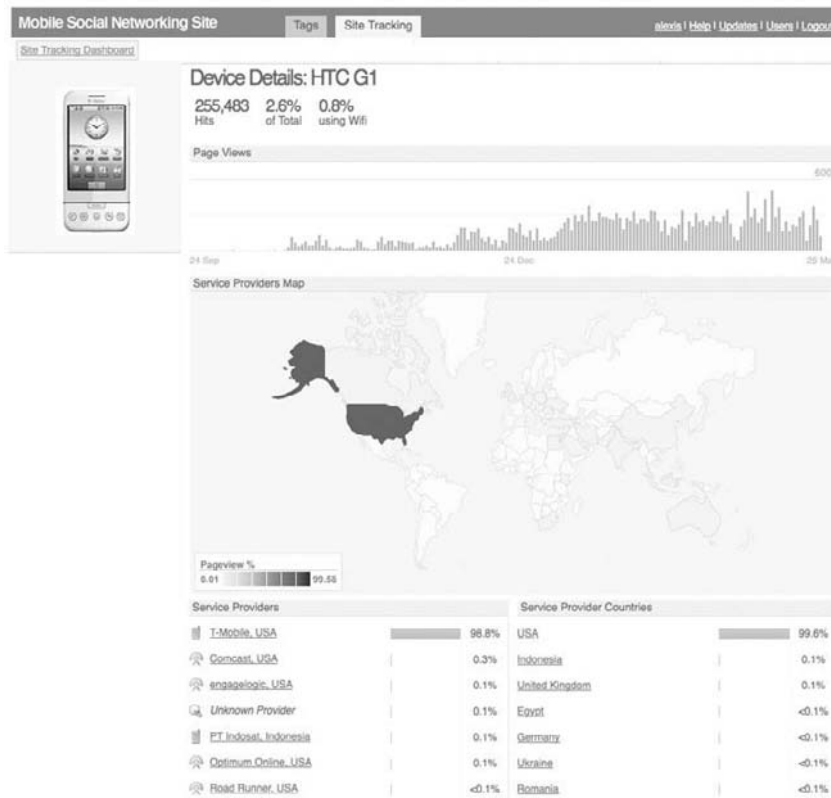 Mobile Social Networking Site
Tags
Site Tracking
alexis | Help | Updates | Users | Logout
Site Tracking Dashboard
Device Details: HTC G1
255,483 2.6% 0.8%
Hits of Total using Wifi
Page Views
600
24 Sep 24 Dec
Service Providers Map
Pageview %
0.01 99.58
Service Providers
T-Mobile, USA 98.8%
Comcast, USA 0.3%
engagelogic, USA 0.1%
Unknown Provider 0.1%
PT Indosat, Indonesia 0.1%
Optimum Online, USA 0.1%
Road Runner, USA <0.1%
Service Provider Countries
USA 99.6%
Indonesia 0.1%
United Kingdom 0.1%
Egypt <0.1%
Germany <0.1%
Ukraine <0.1%
Romania <0.1%